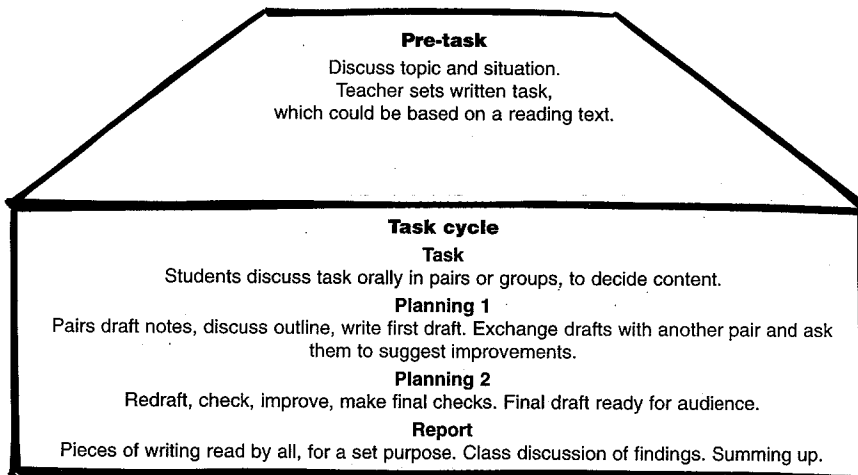 Pre-task
Discuss topic and situation.
Teacher sets written task,
which could be based on a reading text.
Task cycle
Task
Students discuss task orally in pairs or groups, to decide content.
Planning 1
Pairs draft notes, discuss outline, write first draft. Exchange drafts with another pair and ask
them to suggest improvements.
Planning 2
Redraft, check, improve, make final checks. Final draft ready for audience.
Report
Pieces of writing read by all, for a set purpose. Class discussion of findings. Summing up.